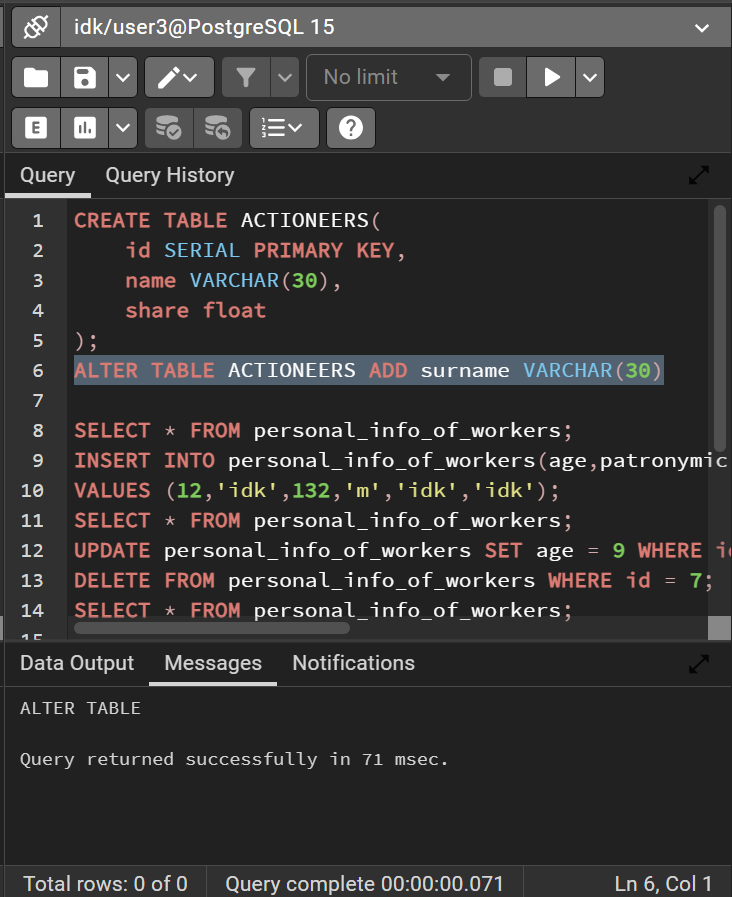 idk/user3@PostgreSQL 15
No limit
E
Query Query History
1 CREATE TABLE ACTIONEERS(
2 id SERIAL PRIMARY KEY,
3 name VARCHAR(30),
4 share float
5 );
6 ALTER TABLE ACTIONEERS ADD surname VARCHAR(30)
7
8 SELECT * FROM personal_info_of_workers;
9 INSERT INTO personal_info_of_workers(age,patronymic
10 VALUES (12,'idk',132,'m','idk','idk');
11 SELECT * FROM personal_info_of_workers;
12 UPDATE personal_info_of_workers SET age = 9 WHERE
13 DELETE FROM personal_info_of_workers WHERE id = 7;
14 SELECT * FROM personal_info_of_workers;
15
Data Output Messages Notifications
ALTER TABLE
Query returned successfully in 71 msec.
Total rows: 0 of 0 Query complete 00:00:00.071 Ln 6, Col 1